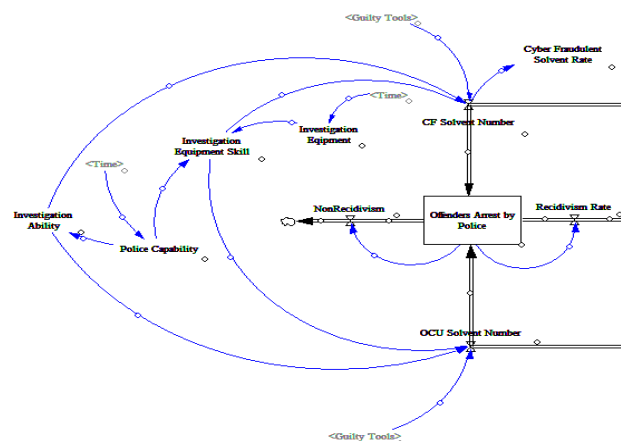 <Guilty Tools>
Cyber Fraudulent
Solvent Rate
<Time>
CF Solvent Number
Investigation
Eqipment
Investigation
Equipment Skill
<Time>
NonRecidivism
Offenders Arrest by
Police
Recidivism Rate
Investigation
Ability
Police Capability
OCU Solvent Number
<Guilty Tools>